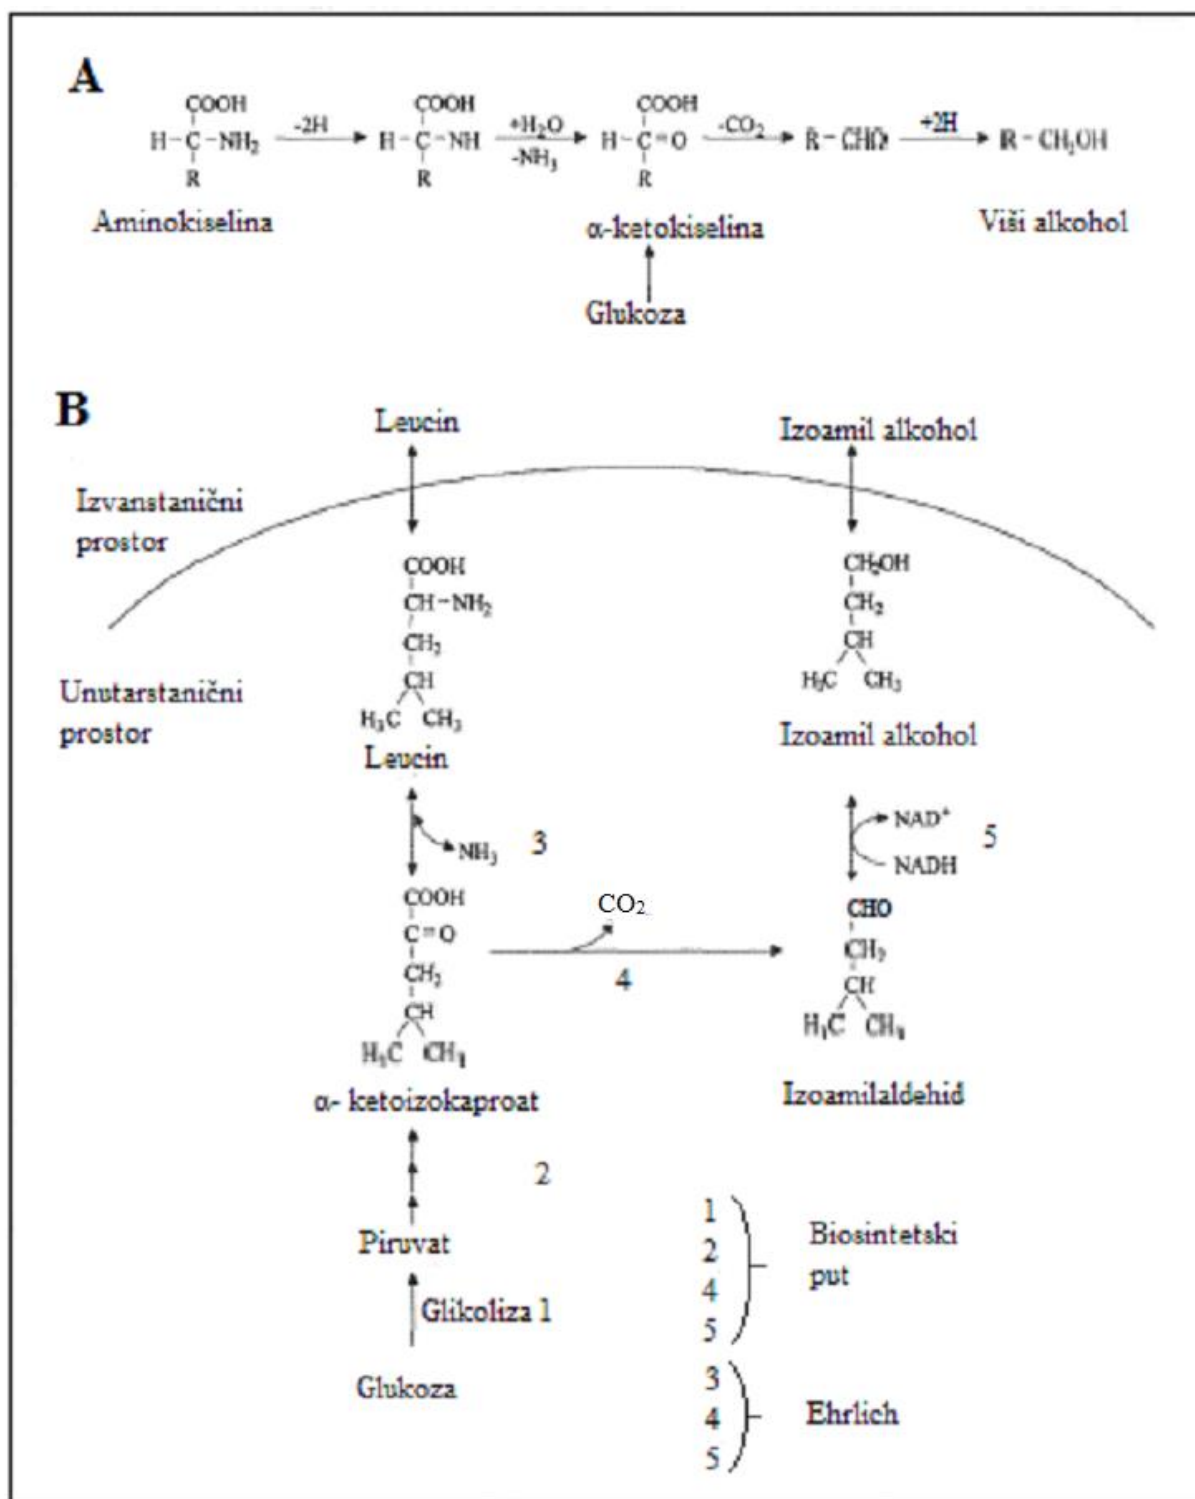 A
COOH COOH COOH
H-C-NH₂ -2H H-C-NH +H₂O -NH₃ H-C=O -CO₂ R-CHO +2H R-CH₂OH
R R R
Aminokiselina α-ketokiselina Viši alkohol
Glukoza
B
Leucin Izoamil alkohol
Izvanstanični
prostor
COOH
CH-NH₂
CH₂
CH
H₃C CH₃
Leucin
CH₂OH
CH₂
CH
H₃C CH₃
Izoamil alkohol
Unutarstanični
prostor
NH₃ 3
NAD⁺
NADH
5
COOH
C=O
CH₂
CH
H₃C CH₃
α- ketoizokaproat
CO₂
4
CHO
CH₂
CH
H₃C CH₃
Izoamilaldehid
2
Piruvat
Glikoliza 1
Glukoza
1
2
4
5
Biosintetski
put
3
4
5
Ehrlich